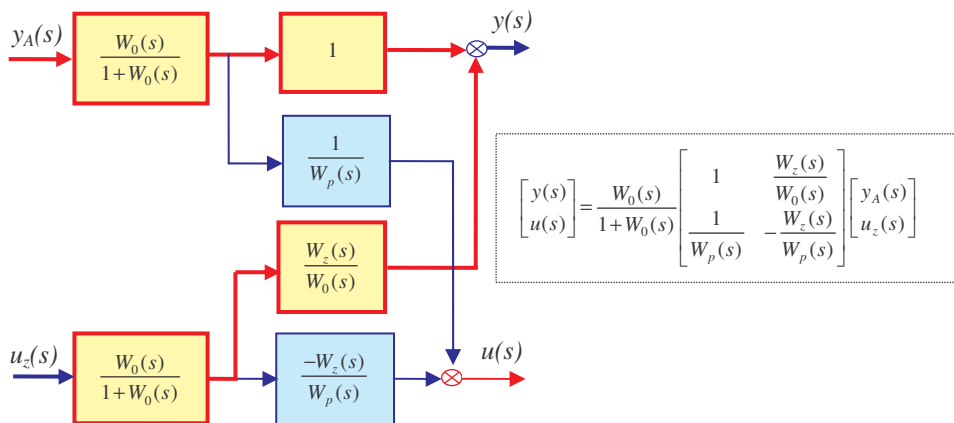 y_A(s)
W_0(s)
1+W_0(s)
1
y(s)
1
W_p(s)
[y(s) u(s)] = W_0(s)/(1+W_0(s)) [1 W_z(s)/W_0(s) 1/W_p(s) -W_z(s)/W_p(s)] [y_A(s) u_z(s)]
W_z(s)
W_0(s)
u_z(s)
W_0(s)
1+W_0(s)
-W_z(s)
W_p(s)
u(s)